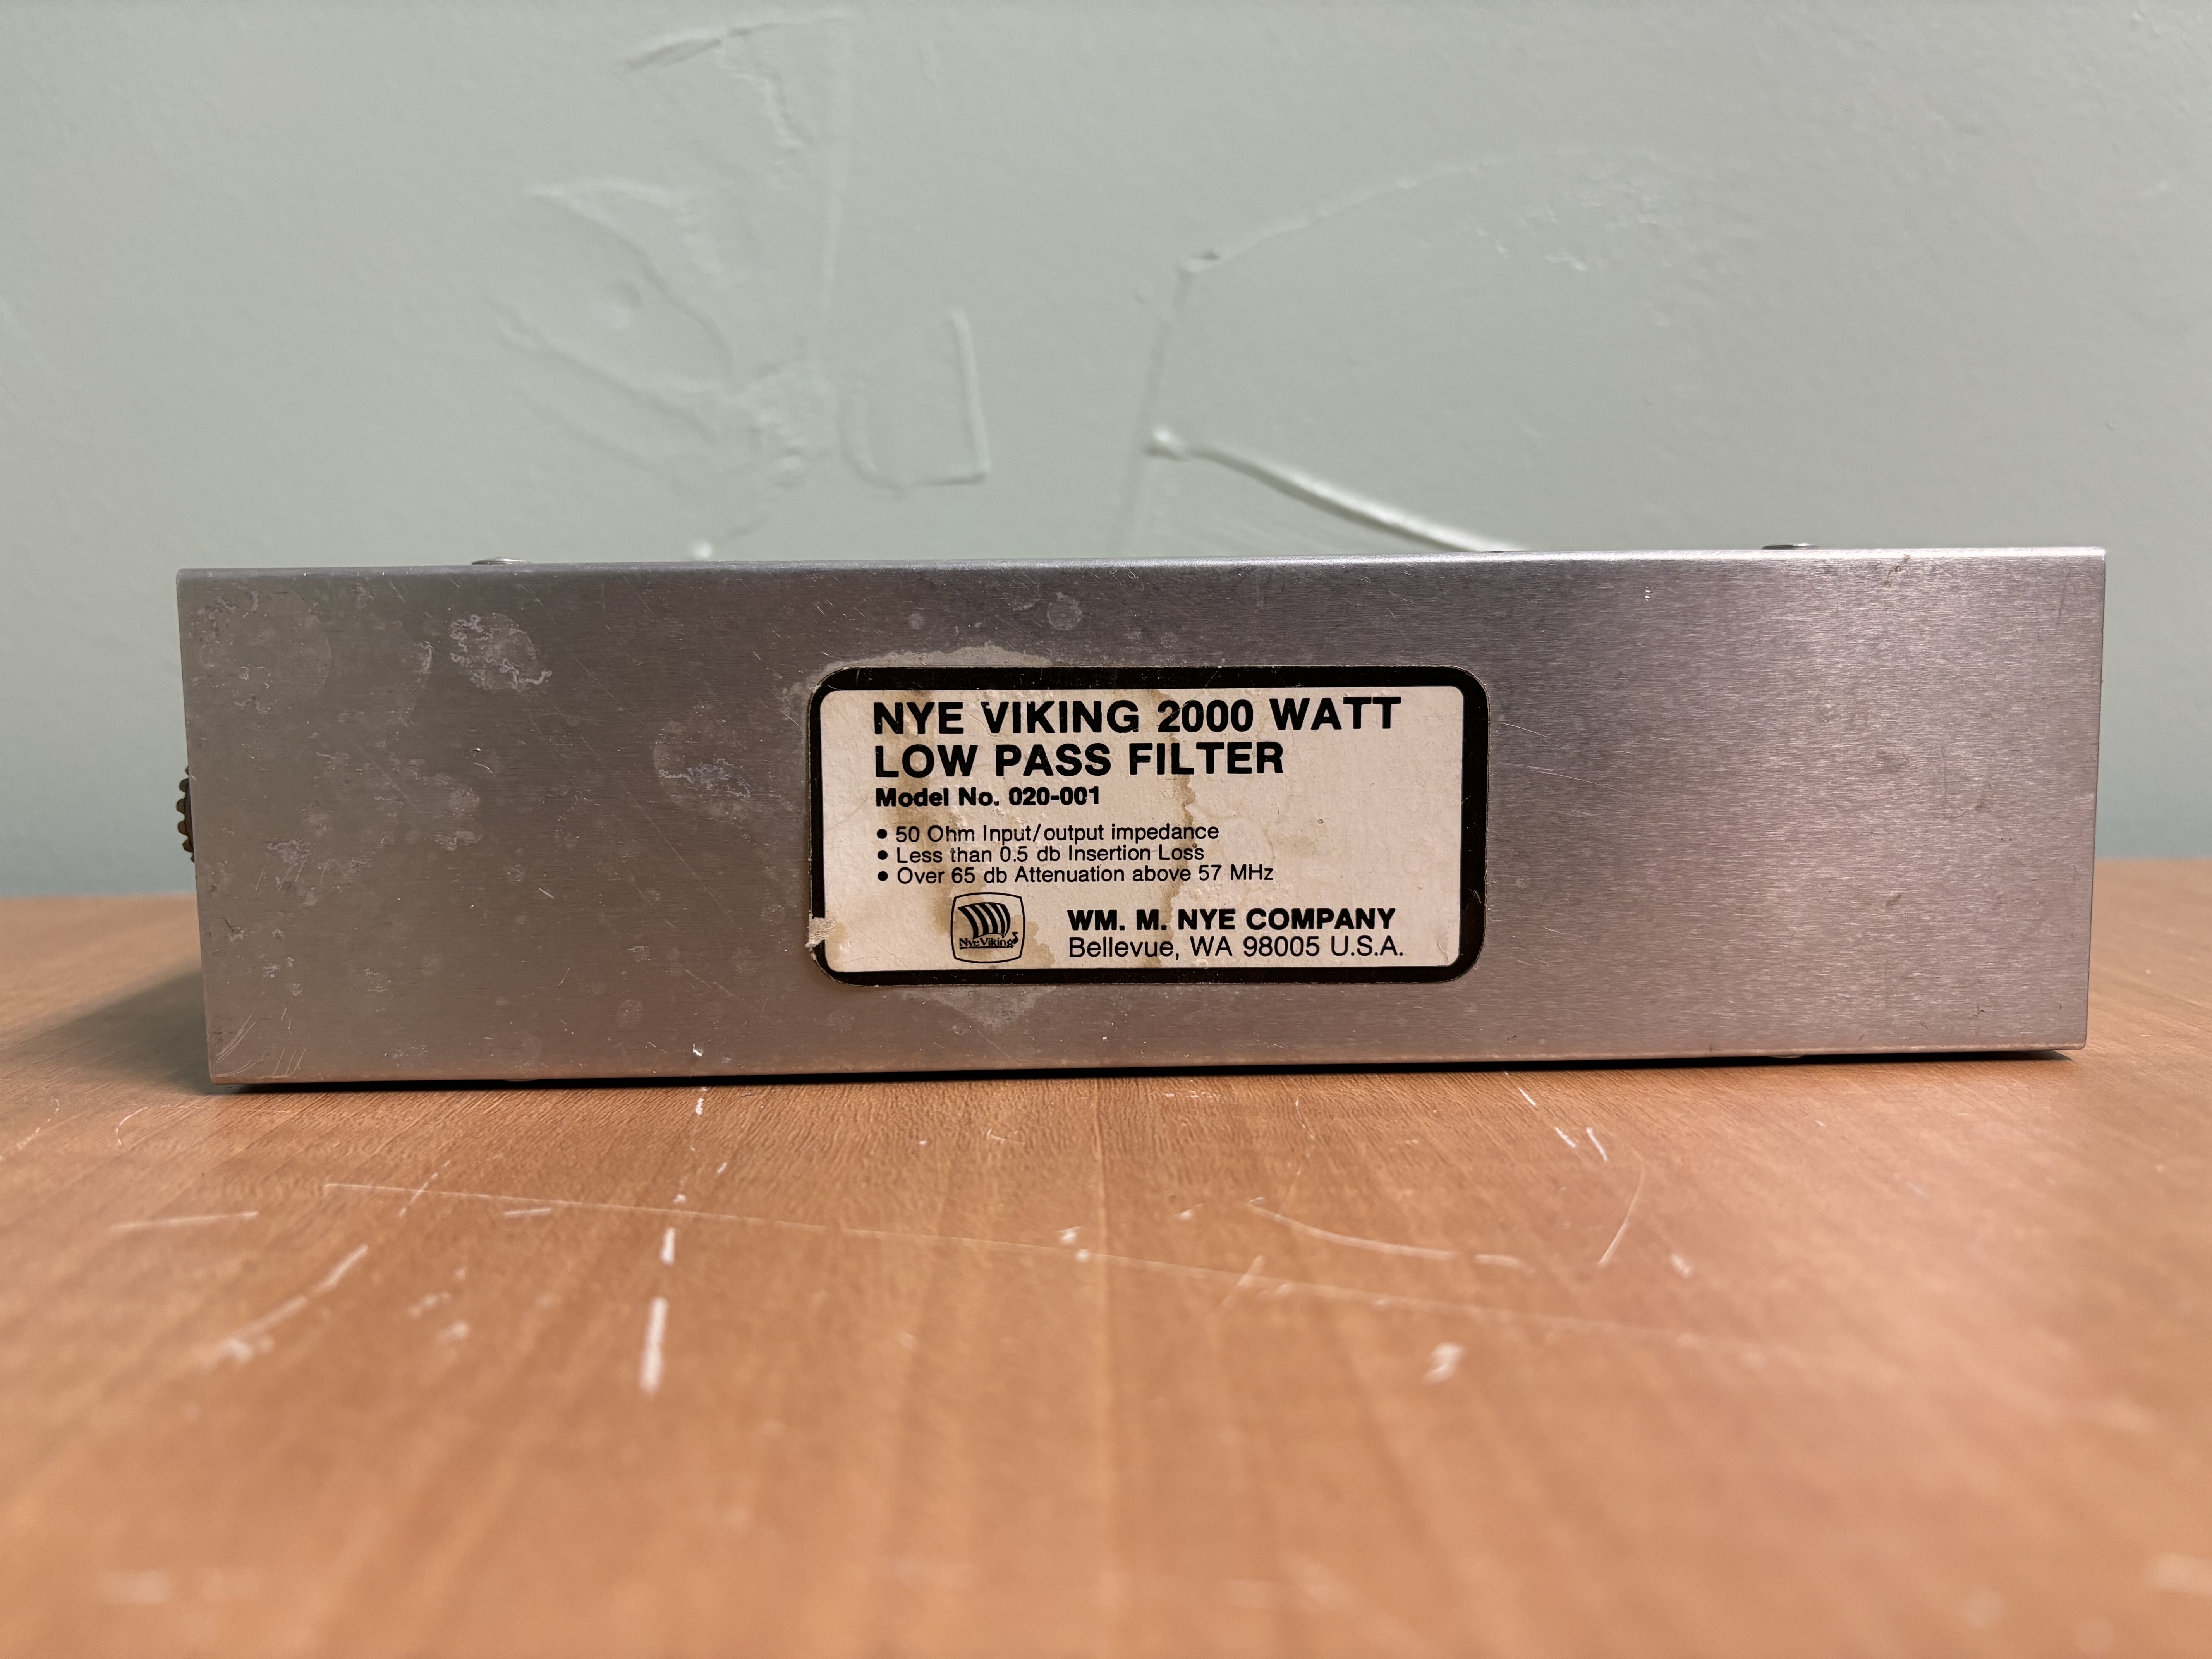 NYE VIKING 2000 WATT
LOW PASS FILTER
Model No. 020-001
• 50 Ohm Input/output impedance
• Less than 0.5 db Insertion Loss
• Over 65 db Attenuation above 57 MHz
Nye Viking
WM. M. NYE COMPANY
Bellevue, WA 98005 U.S.A.